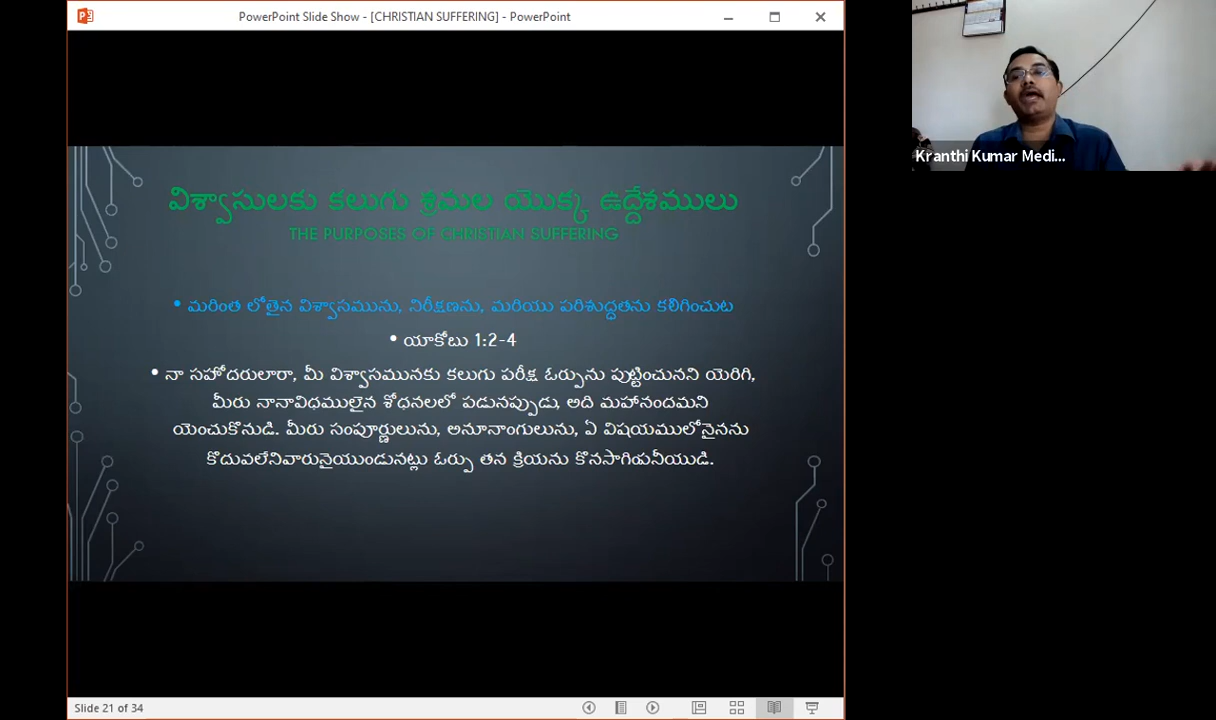 PowerPoint Slide Show - [CHRISTIAN SUFFERING] - PowerPoint
Kranthi Kumar Medi...
విశ్వాసులకు కలుగు శ్రమల యొక్క ఉద్దేశములు
THE PURPOSES OF CHRISTIAN SUFFERING
• మరింత లోతైన విశ్వాసమును, నిరీక్షణను, మరియు పరిశుద్ధతను కలిగించుట
• యాకోబు 1:2-4
• నా సహోదరులారా, మీ విశ్వాసమునకు కలుగు పరీక్ష ఓర్పును పుట్టించునని యెరిగి,
మీరు నానావిధములైన శోధనలలో పడునప్పుడు, అది మహానందమని
యెంచుకొనుడి. మీరు సంపూర్ణులును, అనూనాంగులును, ఏ విషయములోనైనను
కొదువలేనివారునైయుండునట్లు ఓర్పు తన క్రియను కొనసాగింపనీయుడి.
Slide 21 of 34